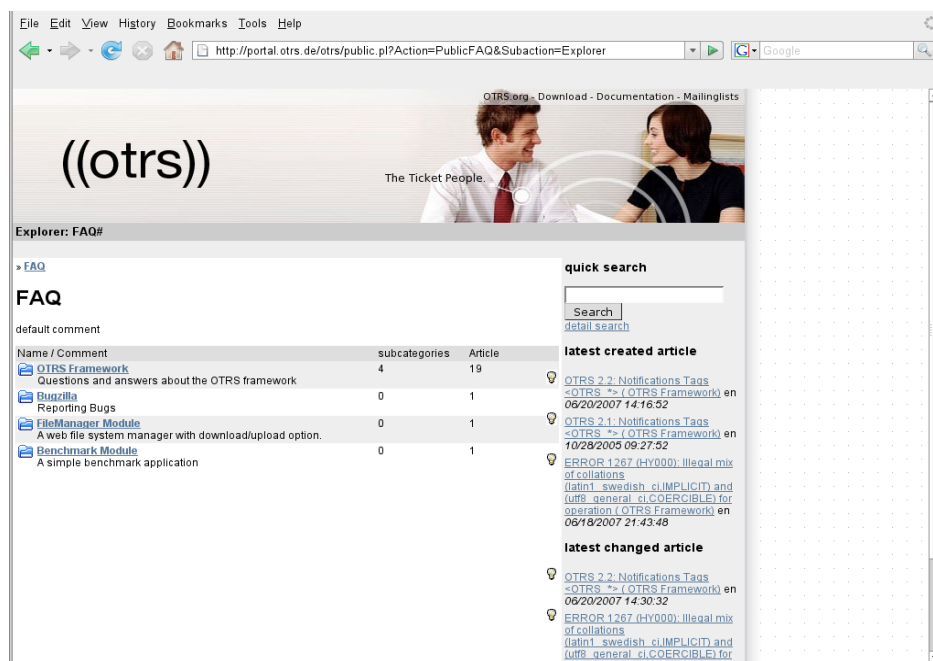 File Edit View History Bookmarks Tools Help
http://portal.otrs.de/otrs/public.pl?Action=PublicFAQ&Subaction=Explorer
G Google
OTRS.org - Download - Documentation - Mailinglists
((otrs))
The Ticket People.
Explorer: FAQ#
» FAQ
FAQ
default comment
Name / Comment subcategories Article
OTRS Framework 4 19
Questions and answers about the OTRS framework
Bugzilla 0 1
Reporting Bugs
FileManager Module 0 1
A web file system manager with download/upload option.
Benchmark Module 0 1
A simple benchmark application
quick search
Search
detail search
latest created article
OTRS 2.2: Notifications Tags
<OTRS_*> ( OTRS Framework) en
06/20/2007 14:16:52
OTRS 2.1: Notifications Tags
<OTRS_*> ( OTRS Framework) en
10/28/2005 09:27:52
ERROR 1267 (HY000): Illegal mix
of collations
(latin1_swedish_ci,IMPLICIT) and
(utf8_general_ci,COERCIBLE) for
operation ( OTRS Framework) en
06/18/2007 21:43:48
latest changed article
OTRS 2.2: Notifications Tags
<OTRS_*> ( OTRS Framework) en
06/20/2007 14:30:32
ERROR 1267 (HY000): Illegal mix
of collations
(latin1_swedish_ci,IMPLICIT) and
(utf8_general_ci,COERCIBLE) for